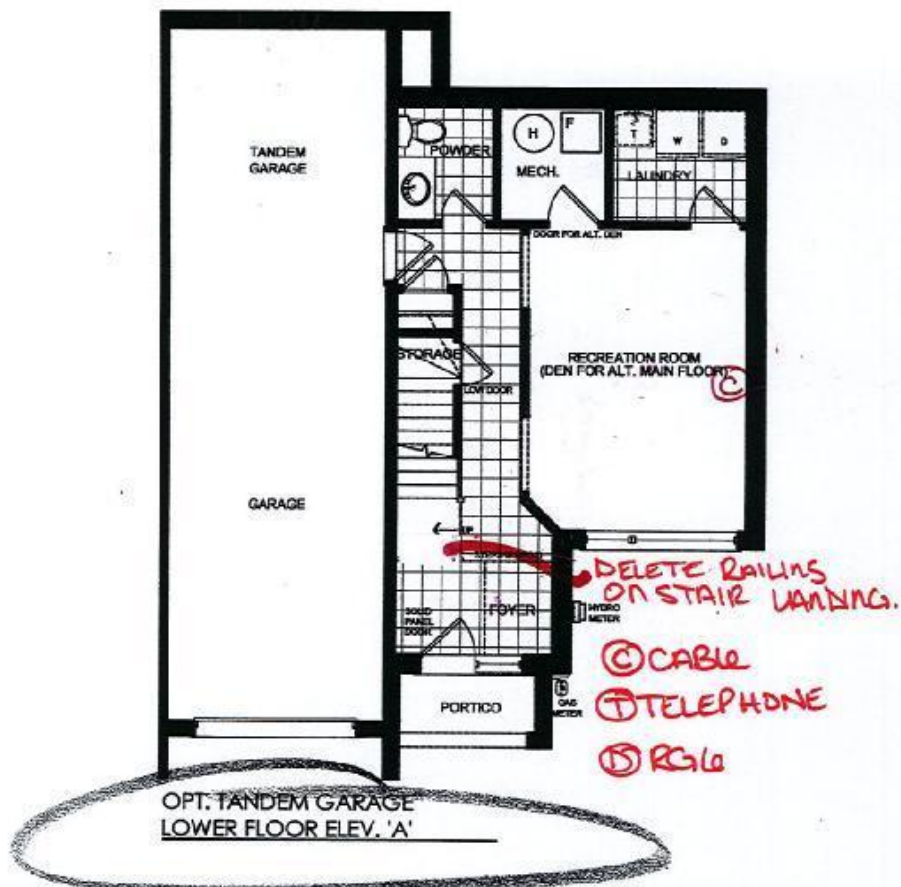 TANDEM
GARAGE
POWDER
H
F
MECH.
T
W
D
LAUNDRY
DOOR FOR ALT. DEN
STORAGE
LOW DOOR
RECREATION ROOM
(DEN FOR ALT. MAIN FLOOR)
C
GARAGE
UP
SOLID
PANEL
DOOR
FOYER
DELETE RAILING
ON STAIR LANDING.
HYDRO
METER
GAS
METER
PORTICO
C CABLE
T TELEPHONE
D RG6
OPT. TANDEM GARAGE
LOWER FLOOR ELEV. 'A'